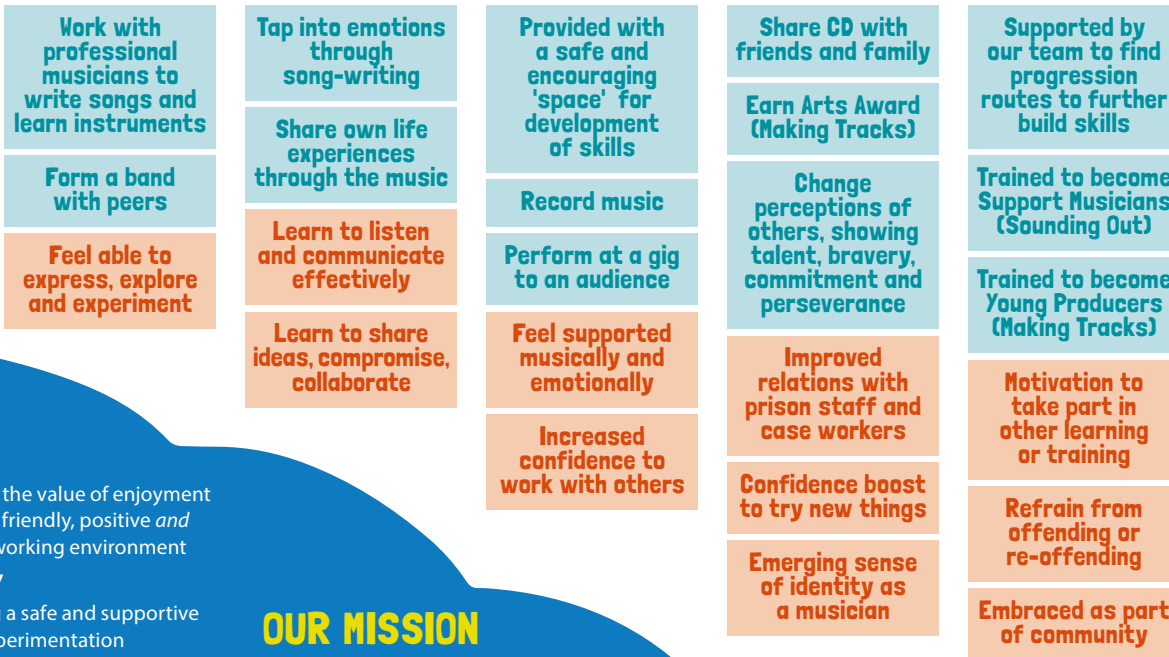 Work with
professional
musicians to
write songs and
learn instruments
Form a band
with peers
Feel able to
express, explore
and experiment
Tap into emotions
through
song-writing
Share own life
experiences
through the music
Learn to listen
and communicate
effectively
Learn to share
ideas, compromise,
collaborate
Provided with
a safe and
encouraging
'space' for
development
of skills
Record music
Perform at a gig
to an audience
Feel supported
musically and
emotionally
Increased
confidence to
work with others
Share CD with
friends and family
Earn Arts Award
(Making Tracks)
Change
perceptions of
others, showing
talent, bravery,
commitment and
perseverance
Improved
relations with
prison staff and
case workers
Confidence boost
to try new things
Emerging sense
of identity as
a musician
Supported by
our team to find
progression
routes to further
build skills
Trained to become
Support Musicians
(Sounding Out)
Trained to become
Young Producers
(Making Tracks)
Motivation to
take part in
other learning
or training
Refrain from
offending or
re-offending
Embraced as part
of community
the value of enjoyment
friendly, positive and
working environment
a safe and supportive
OUR MISSION